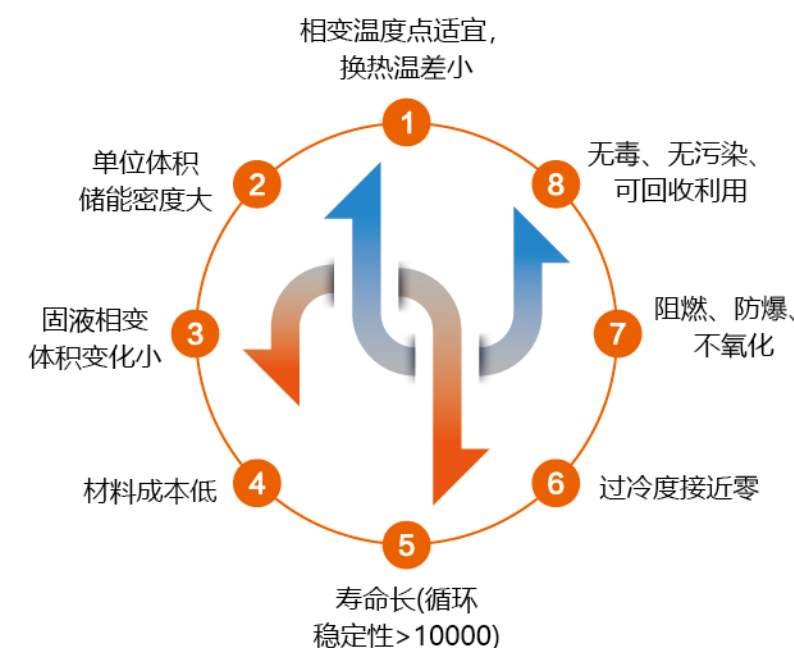 相变温度点适宜，
换热温差小
1
单位体积
储能密度大
2
无毒、无污染、
可回收利用
8
固液相变
体积变化小
3
阻燃、防爆、
不氧化
7
材料成本低
4
过冷度接近零
6
5
寿命长(循环
稳定性>10000)